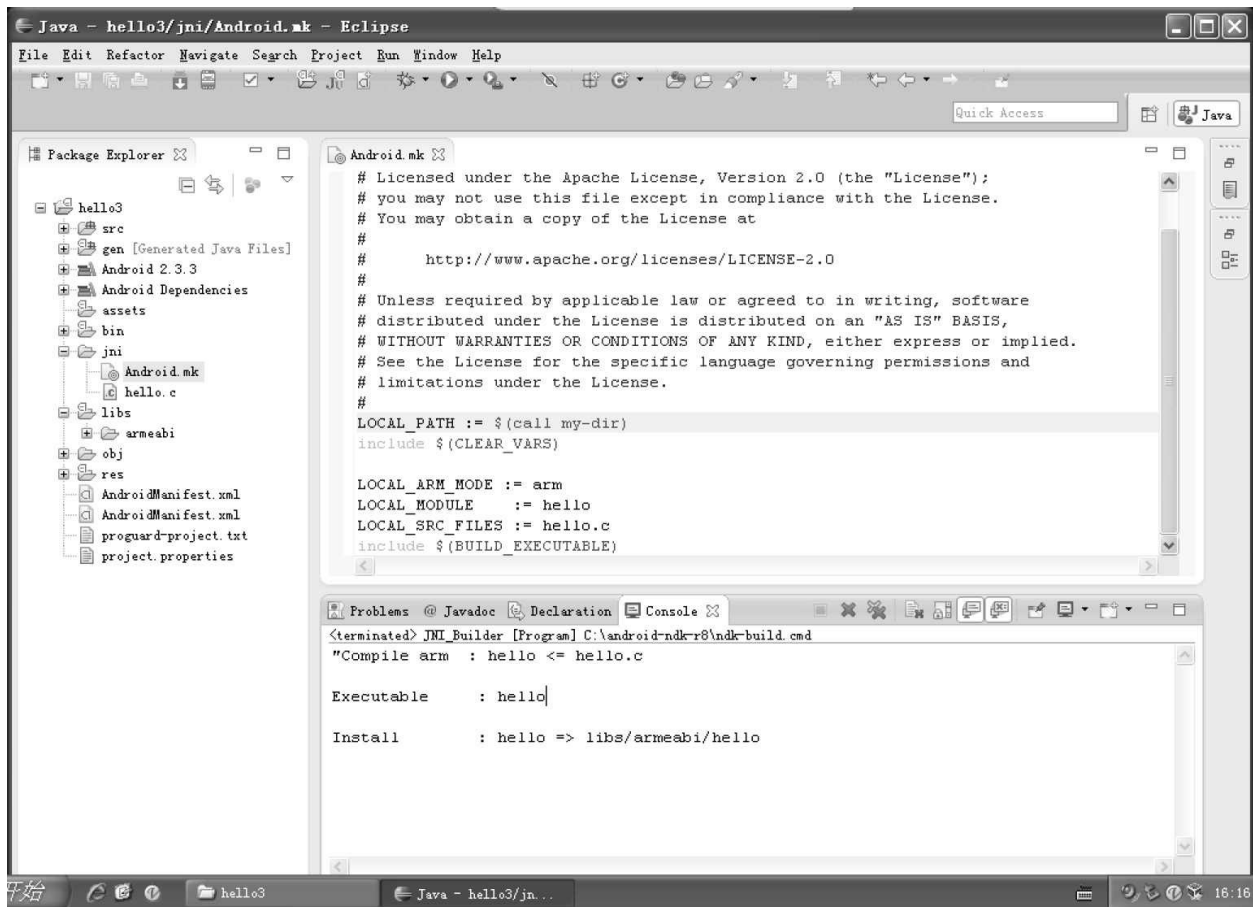 Java - hello3/jni/Android.mk - Eclipse
File Edit Refactor Navigate Search Project Run Window Help
Quick Access
Java
Package Explorer
Android.mk
hello3
src
gen [Generated Java Files]
Android 2.3.3
Android Dependencies
assets
bin
jni
Android.mk
hello.c
libs
armeabi
obj
res
AndroidManifest.xml
AndroidManifest.xml
proguard-project.txt
project.properties
# Licensed under the Apache License, Version 2.0 (the "License");
# you may not use this file except in compliance with the License.
# You may obtain a copy of the License at
#
#      http://www.apache.org/licenses/LICENSE-2.0
#
# Unless required by applicable law or agreed to in writing, software
# distributed under the License is distributed on an "AS IS" BASIS,
# WITHOUT WARRANTIES OR CONDITIONS OF ANY KIND, either express or implied.
# See the License for the specific language governing permissions and
# limitations under the License.
#
LOCAL_PATH := $(call my-dir)
include $(CLEAR_VARS)
LOCAL_ARM_MODE := arm
LOCAL_MODULE    := hello
LOCAL_SRC_FILES := hello.c
include $(BUILD_EXECUTABLE)
Problems @ Javadoc Declaration Console
<terminated> JNI_Builder [Program] C:\android-ndk-r8\ndk-build.cmd
"Compile arm  : hello <= hello.c
Executable     : hello
Install        : hello => libs/armeabi/hello
开始
hello3
Java - hello3/jn...
16:16